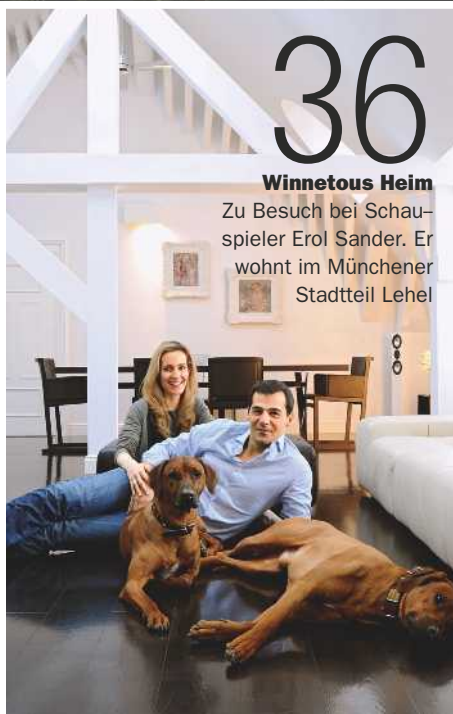 36
Winnetous Heim
Zu Besuch bei Schau–
spieler Erol Sander. Er
wohnt im Münchener
Stadtteil Lehel